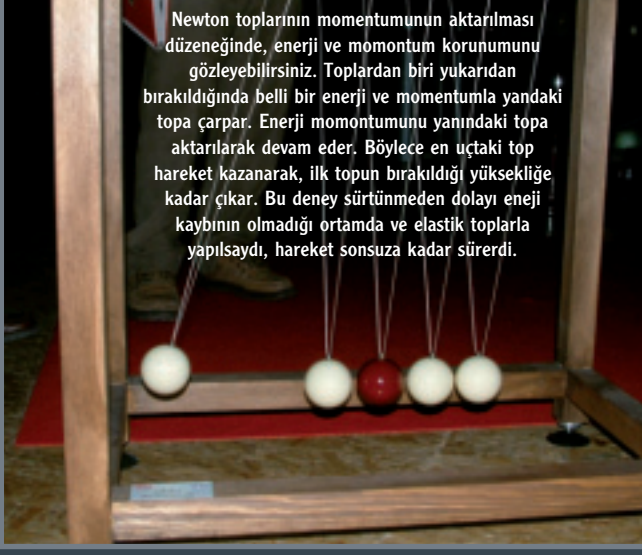 Newton toplarının momentumunun aktarılması
düzeneğinde, enerji ve momontum korunumunu
gözleyebilirsiniz. Toplardan biri yukarıdan
bırakıldığında belli bir enerji ve momentumla yandaki
topa çarpar. Enerji momontumunu yanındaki topa
aktarılarak devam eder. Böylece en uçtaki top
hareket kazanarak, ilk topun bırakıldığı yüksekliğe
kadar çıkar. Bu deney sürtünmeden dolayı eneji
kaybının olmadığı ortamda ve elastik toplarla
yapılsaydı, hareket sonsuza kadar sürerdi.